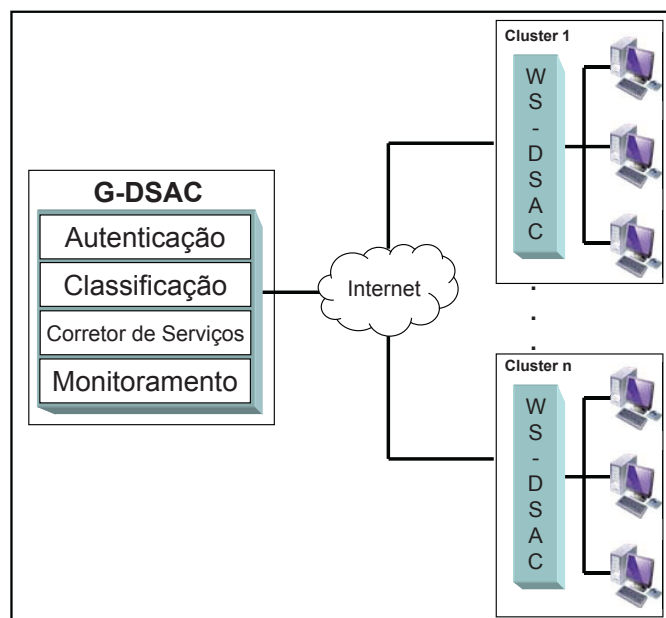 G-DSAC
Autenticação
Classificação
Corretor de Serviços
Monitoramento
Internet
Cluster 1
W
S
-
D
S
A
C
.
.
.
Cluster n
W
S
-
D
S
A
C